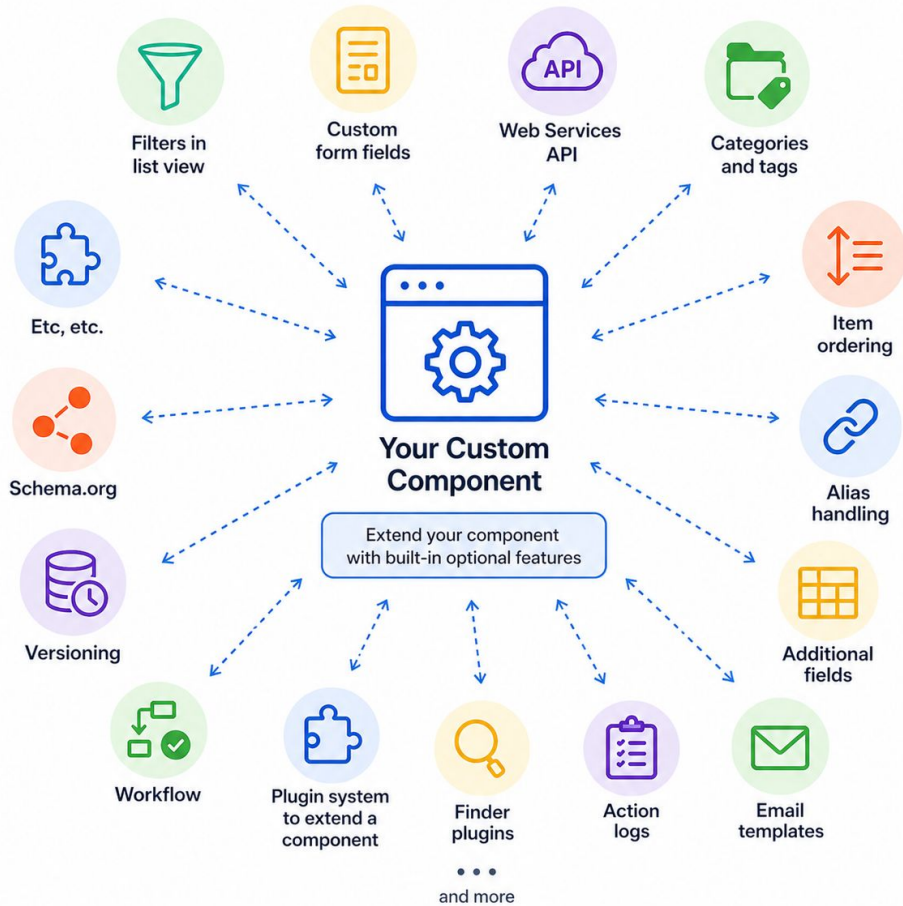 Filters in
list view
Custom
form fields
API
Web Services
API
Categories
and tags
Etc, etc.
Item
ordering
Schema.org
Your Custom
Component
Alias
handling
Extend your component
with built-in optional features
Versioning
Additional
fields
Workflow
Plugin system
to extend a
component
Finder
plugins
Action
logs
Email
templates
and more